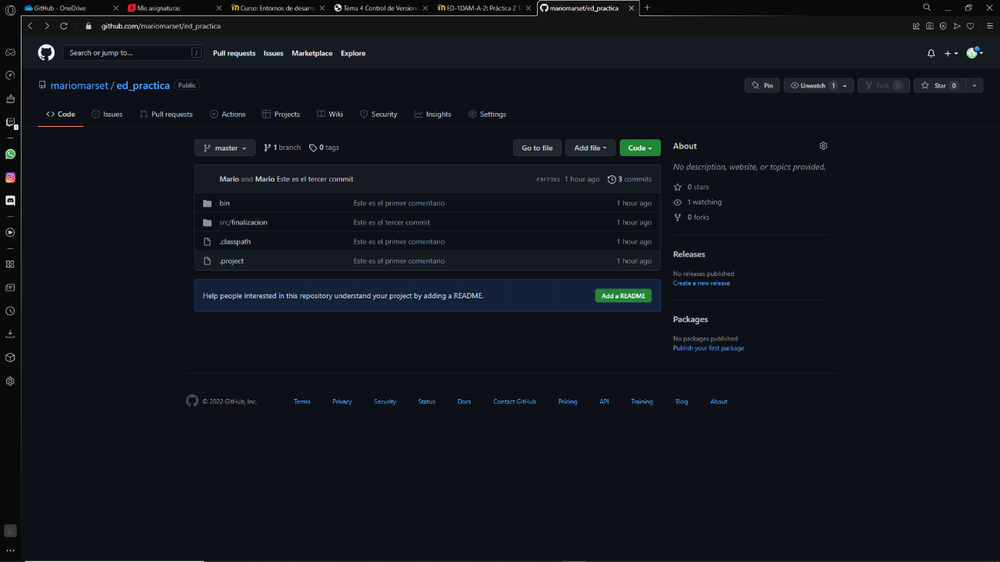 GitHub - OneDrive
Mis asignaturas
Curso: Entornos de desarro
Tema 4 Control de Version
ED-1DAM-A-2: Práctica 2 T
mariomarset/ed_practica
github.com/mariomarset/ed_practica
Search or jump to...
/
Pull requests
Issues
Marketplace
Explore
mariomarset / ed_practica
Public
Pin
Unwatch 1
Fork 0
Star 0
Code
Issues
Pull requests
Actions
Projects
Wiki
Security
Insights
Settings
master
1 branch
0 tags
Go to file
Add file
Code
Mario and Mario Este es el tercer commit
f3f73b1 1 hour ago
3 commits
bin
Este es el primer comentario
1 hour ago
src/finalizacion
Este es el tercer commit
1 hour ago
.classpath
Este es el primer comentario
1 hour ago
.project
Este es el primer comentario
1 hour ago
Help people interested in this repository understand your project by adding a README.
Add a README
About
No description, website, or topics provided.
0 stars
1 watching
0 forks
Releases
No releases published
Create a new release
Packages
No packages published
Publish your first package
© 2022 GitHub, Inc.
Terms
Privacy
Security
Status
Docs
Contact GitHub
Pricing
API
Training
Blog
About